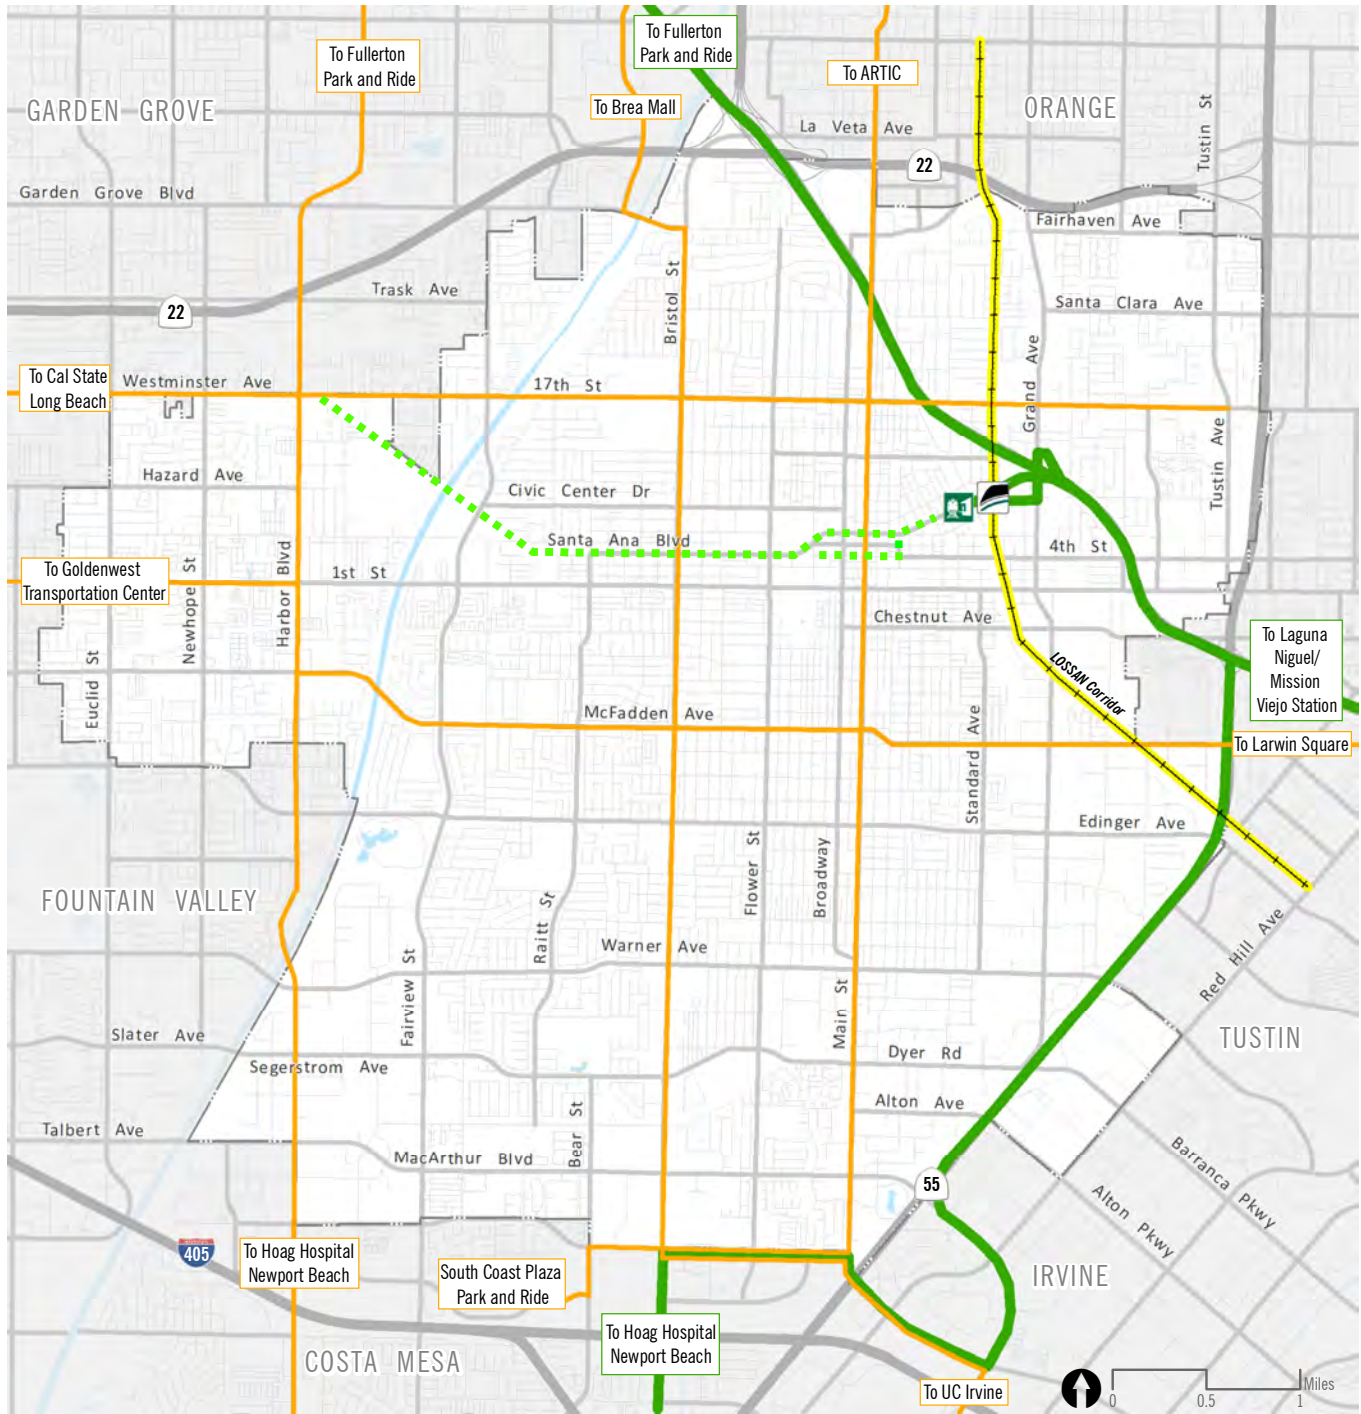 To Fullerton
Park and Ride
To Fullerton
Park and Ride
To ARTIC
To Brea Mall
GARDEN GROVE
ORANGE
Tustin St
La Veta Ave
22
Garden Grove Blvd
Fairhaven Ave
Trask Ave
Bristol St
Santa Clara Ave
22
Grand Ave
To Cal State
Long Beach
Westminster Ave
17th St
Tustin Ave
Hazard Ave
Civic Center Dr
Santa Ana Blvd
4th St
To Goldenwest
Transportation Center
Newhope St
Harbor Blvd
1st St
Chestnut Ave
To Laguna
Niguel/
Mission
Viejo Station
Euclid St
LOSSAN Corridor
McFadden Ave
Standard Ave
To Larwin Square
Edinger Ave
Flower St
Broadway
FOUNTAIN VALLEY
Raitt St
Warner Ave
Red Hill Ave
Fairview St
Main St
Slater Ave
TUSTIN
Segerstrom Ave
Dyer Rd
Alton Ave
Talbert Ave
Bear St
MacArthur Blvd
Barranca Pkwy
55
Alton Pkwy
405
To Hoag Hospital
Newport Beach
South Coast Plaza
Park and Ride
IRVINE
To Hoag Hospital
Newport Beach
COSTA MESA
To UC Irvine
Miles
0
0.5
1